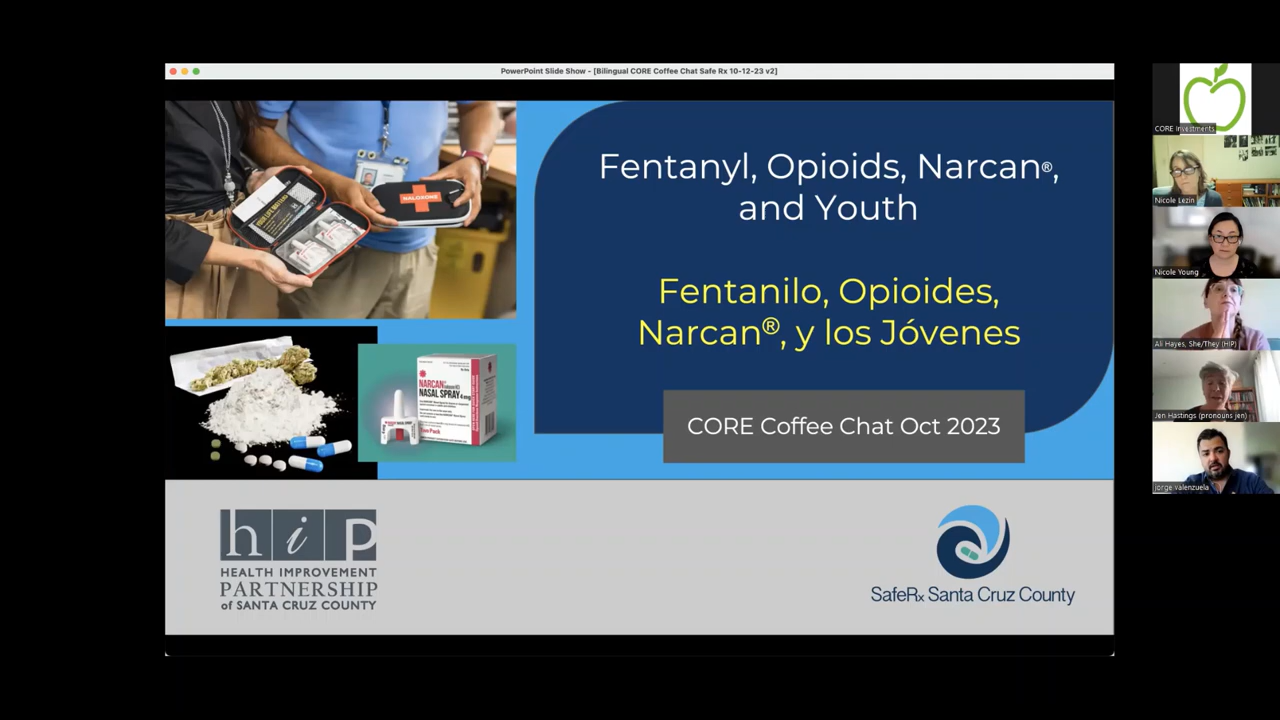 PowerPoint Slide Show - [Bilingual CORE Coffee Chat Safe Rx 10-12-23 v2]
Fentanyl, Opioids, Narcan®,
and Youth
Fentanilo, Opioides,
Narcan®, y los Jóvenes
CORE Coffee Chat Oct 2023
NALOXONE
NARCAN
NASAL SPRAY 4mg
hip
HEALTH IMPROVEMENT
PARTNERSHIP
of SANTA CRUZ COUNTY
SafeRx Santa Cruz County
CORE Investments
Nicole Lezin
Nicole Young
Ali Hayes, She/They (HIP)
Jen Hastings (pronouns jen)
Jorge Valenzuela